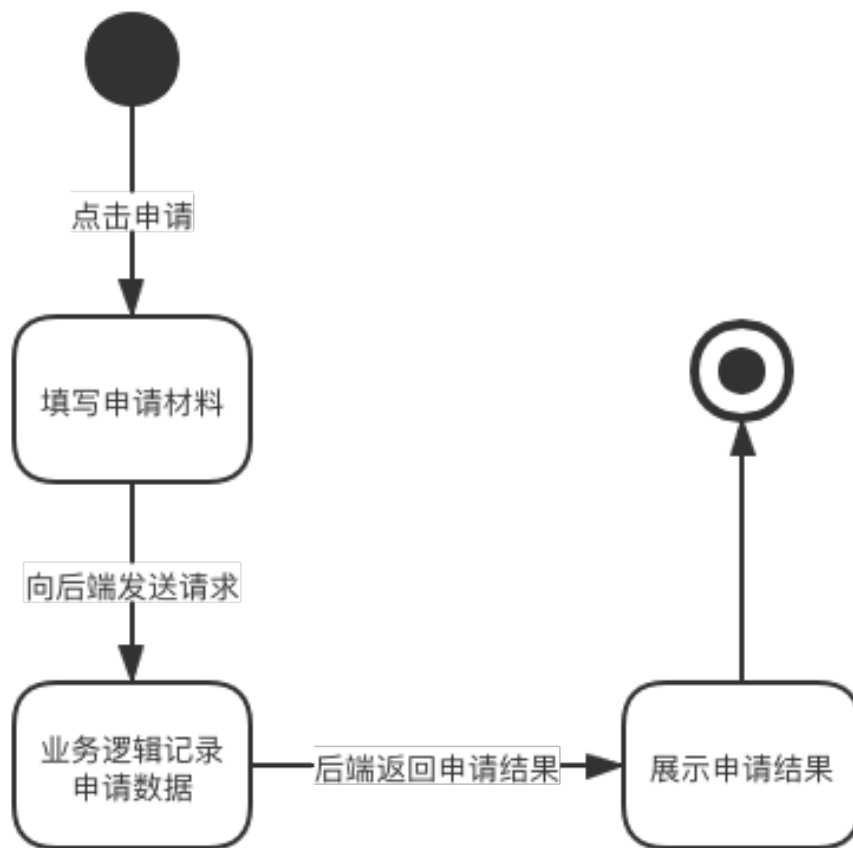 点击申请
填写申请材料
向后端发送请求
业务逻辑记录
申请数据
后端返回申请结果
展示申请结果